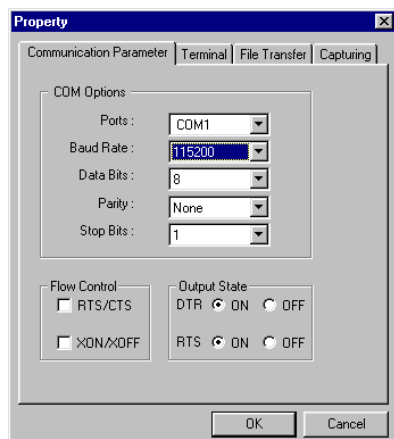 Property
Communication Parameter Terminal File Transfer Capturing
COM Options
Ports : COM1
Baud Rate : 115200
Data Bits : 8
Parity : None
Stop Bits : 1
Flow Control Output State
RTS/CTS DTR ON OFF
XON/XOFF RTS ON OFF
OK Cancel